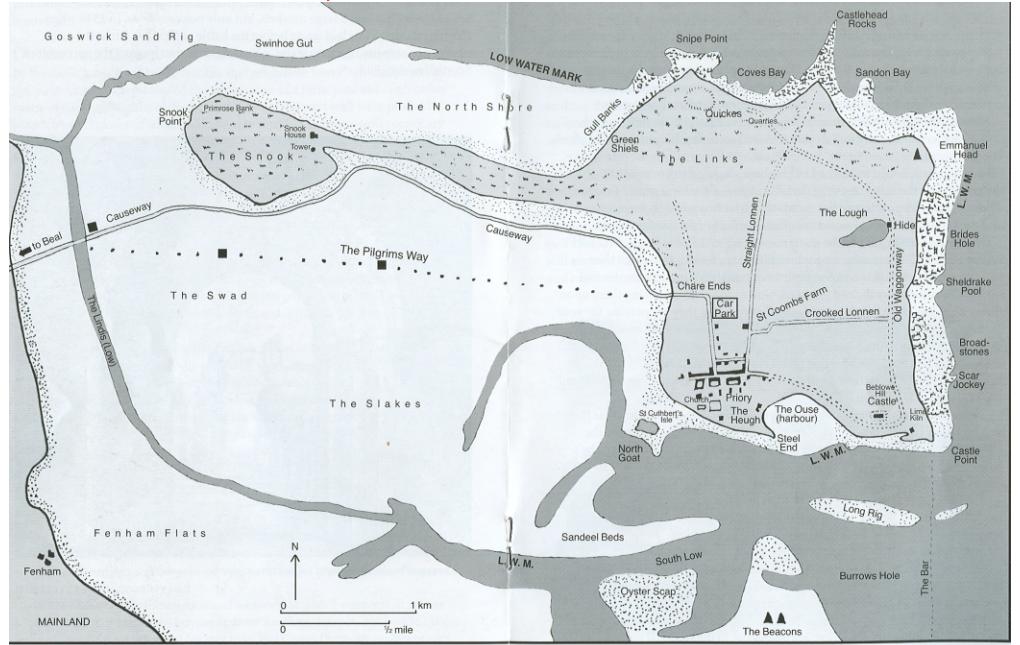 Castlehead
Rocks
Goswick Sand Rig
Swinhoe Gut
Snipe Point
LOW WATER MARK
Coves Bay
Sandon Bay
Primrose Bank
The North Shore
Snook
Point
Gull Banks
Quickes
Quarries
Snook
House
Green
Shiels
Tower
The Snook
The Links
Emmanuel
Head
L. W. M.
Causeway
The Lough
Hide
to Beal
Causeway
Straight Lonnen
Brides
Hole
The Pilgrims Way
Old Waggonway
Chare Ends
Sheldrake
Pool
The Swad
Car
Park
St Coombs Farm
Crooked Lonnen
The Lindis (Low)
Broad-
stones
Scar
Jockey
Beblowe
Hill
Castle
The Slakes
Church
Priory
The
Heugh
The Ouse
(harbour)
Lime
Kiln
St Cuthbert's
Isle
Steel
End
North
Goat
L. W. M.
Castle
Point
Long Rig
Fenham Flats
Sandeel Beds
N
L. W. M.
South Low
Fenham
Oyster Scap
Burrows Hole
The Bar
0 1 km
0 ½ mile
MAINLAND
The Beacons